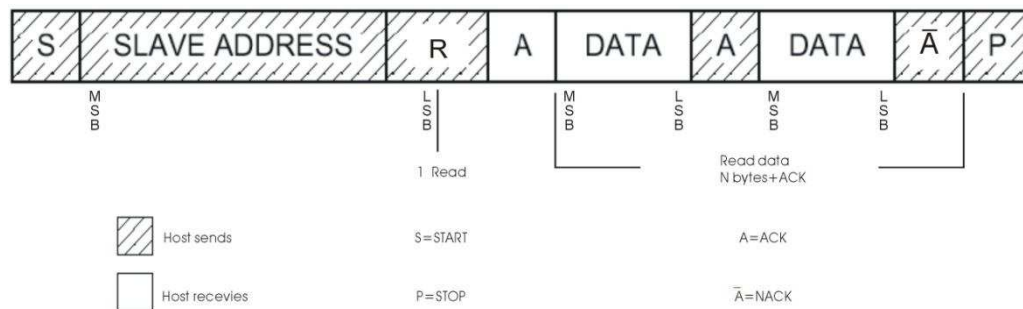 S SLAVE ADDRESS R A DATA A DATA Ā P
M
S
B
L
S
B
M
S
B
L
S
B
M
S
B
L
S
B
1 Read
Read data
N bytes+ACK
Host sends S=START A=ACK
Host recevies P=STOP Ā=NACK